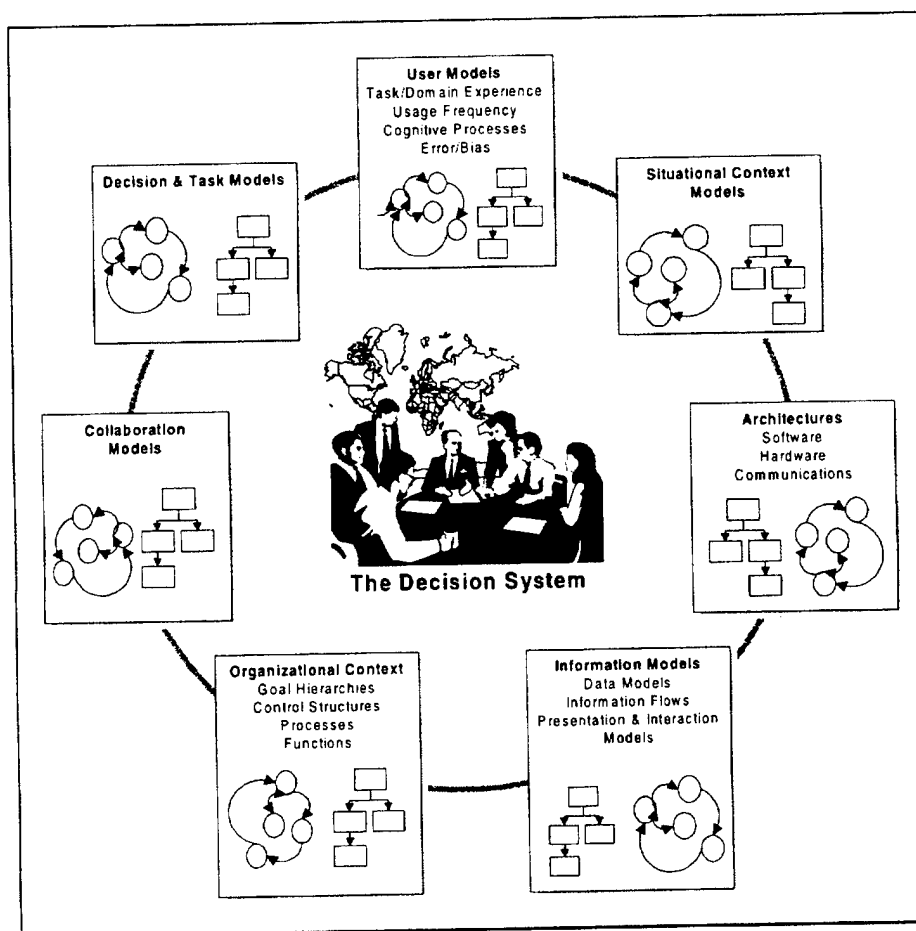 User Models
Task/Domain Experience
Usage Frequency
Cognitive Processes
Error/Bias
Decision & Task Models
Situational Context
Models
Collaboration
Models
Architectures
Software
Hardware
Communications
The Decision System
Organizational Context
Goal Hierarchies
Control Structures
Processes
Functions
Information Models
Data Models
Information Flows
Presentation & Interaction
Models